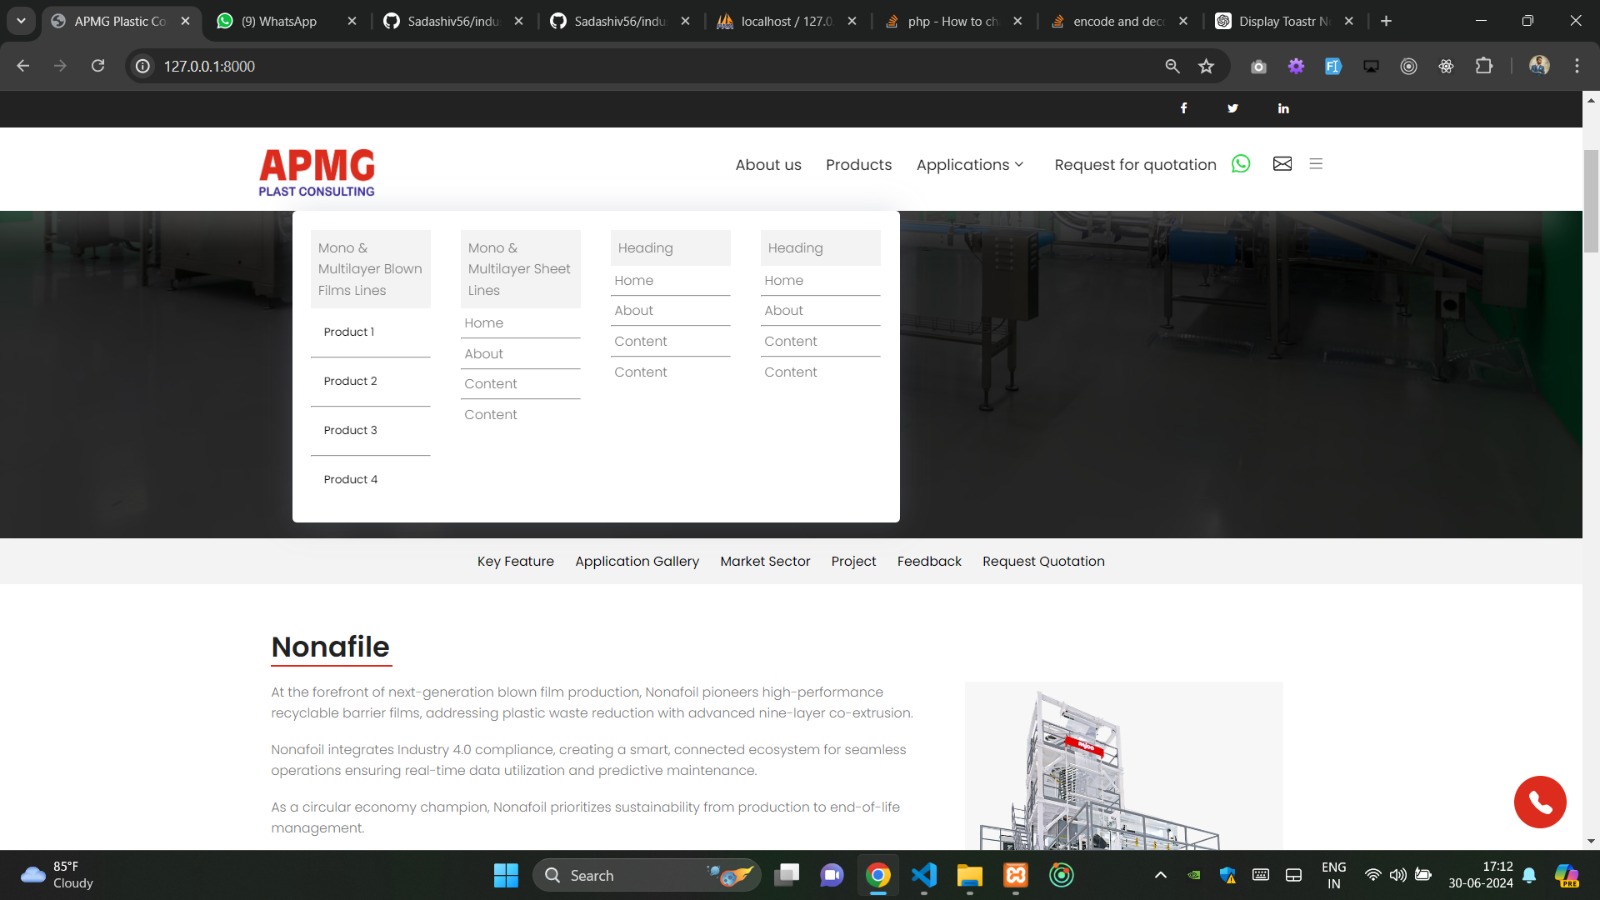 APMG Plastic Co
(9) WhatsApp
Sadashiv56/indu
Sadashiv56/indu
localhost / 127.0.
php - How to ch
encode and deco
Display Toastr N
127.0.0.1:8000
APMG
PLAST CONSULTING
About us
Products
Applications
Request for quotation
Mono &
Multilayer Blown
Films Lines
Product 1
Product 2
Product 3
Product 4
Mono &
Multilayer Sheet
Lines
Home
About
Content
Content
Heading
Home
About
Content
Content
Heading
Home
About
Content
Content
Key Feature
Application Gallery
Market Sector
Project
Feedback
Request Quotation
Nonafile
At the forefront of next-generation blown film production, Nonafoil pioneers high-performance
recyclable barrier films, addressing plastic waste reduction with advanced nine-layer co-extrusion.
Nonafoil integrates Industry 4.0 compliance, creating a smart, connected ecosystem for seamless
operations ensuring real-time data utilization and predictive maintenance.
As a circular economy champion, Nonafoil prioritizes sustainability from production to end-of-life
management.
85°F
Cloudy
Search
ENG
IN
17:12
30-06-2024
PRE